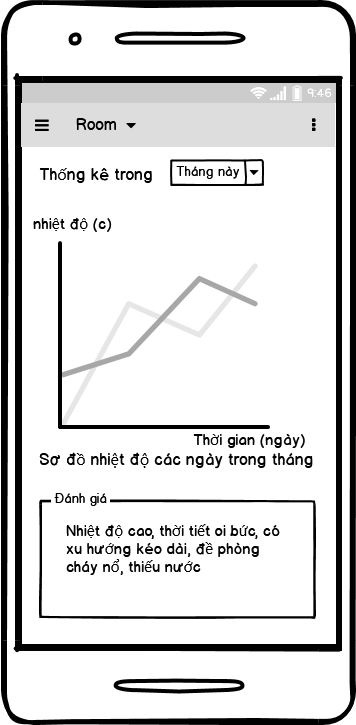 9:46
Room
Thống kê trong
Tháng này
nhiệt độ (c)
Thời gian (ngày)
Sơ đồ nhiệt độ các ngày trong tháng
Đánh giá
Nhiệt độ cao, thời tiết oi bức, có
xu hướng kéo dài, đề phòng
cháy nổ, thiếu nước